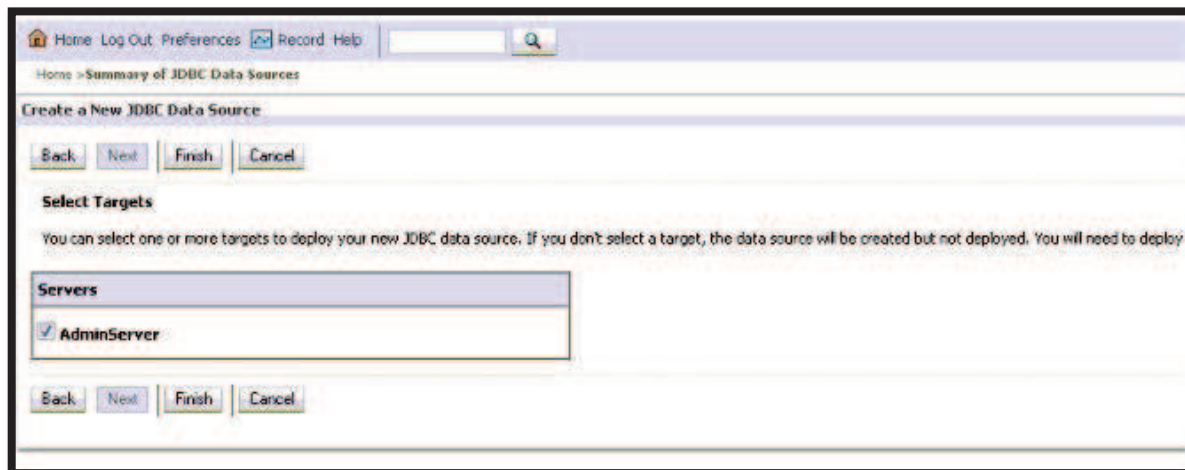 Home Log Out Preferences Record Help
Home >Summary of JDBC Data Sources
Create a New JDBC Data Source
Back Next Finish Cancel
Select Targets
You can select one or more targets to deploy your new JDBC data source. If you don't select a target, the data source will be created but not deployed. You will need to deploy
Servers
AdminServer
Back Next Finish Cancel